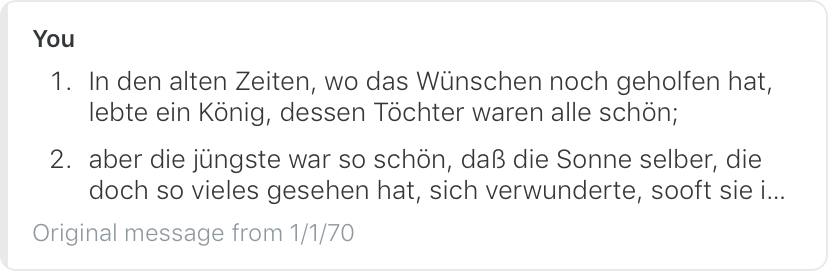 You
1. In den alten Zeiten, wo das Wünschen noch geholfen hat,
lebte ein König, dessen Töchter waren alle schön;
2. aber die jüngste war so schön, daß die Sonne selber, die
doch so vieles gesehen hat, sich verwunderte, sooft sie i...
Original message from 1/1/70